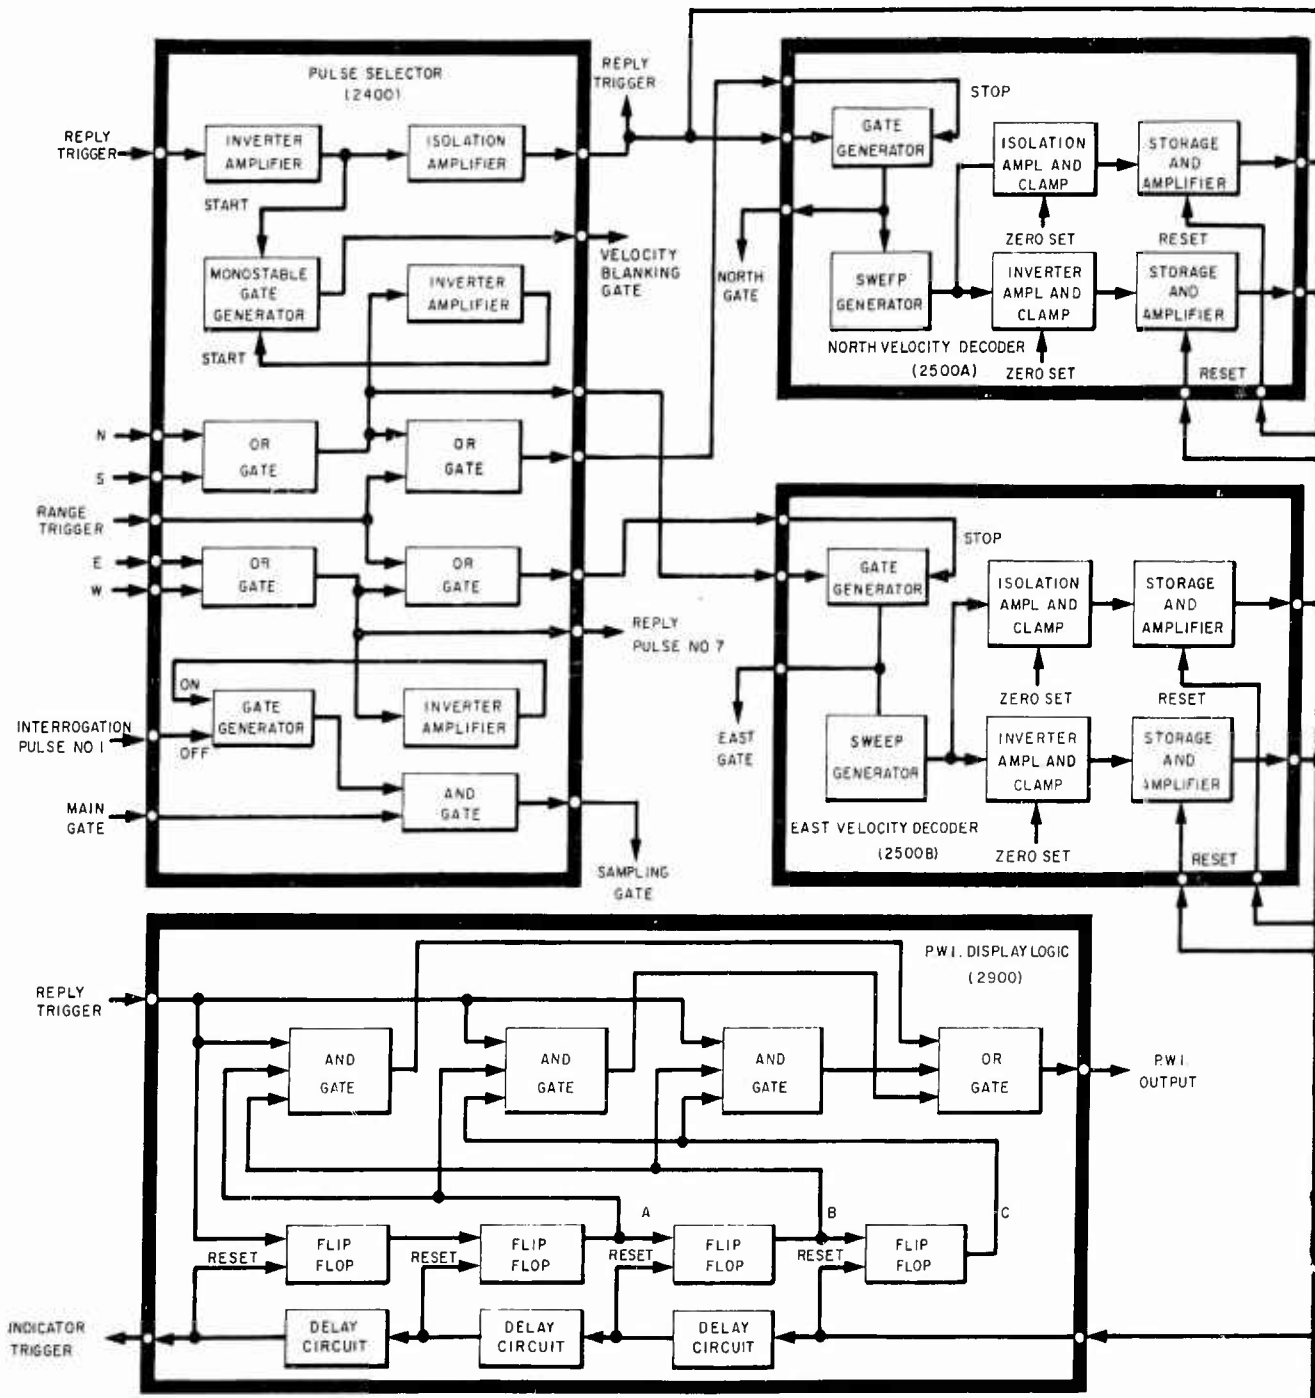 PULSE SELECTOR
(2400)
REPLY
TRIGGER
INVERTER
AMPLIFIER
ISOLATION
AMPLIFIER
START
MONOSTABLE
GATE
GENERATOR
INVERTER
AMPLIFIER
START
REPLY
TRIGGER
VELOCITY
BLANKING
GATE
N
S
OR
GATE
OR
GATE
RANGE
TRIGGER
E
W
OR
GATE
OR
GATE
REPLY
PULSE NO 7
ON
GATE
GENERATOR
INVERTER
AMPLIFIER
INTERROGATION
PULSE NO 1
OFF
MAIN
GATE
AND
GATE
SAMPLING
GATE
STOP
GATE
GENERATOR
ISOLATION
AMPL AND
CLAMP
STORAGE
AND
AMPLIFIER
ZERO SET
RESET
NORTH
GATE
SWEEP
GENERATOR
INVERTER
AMPL AND
CLAMP
STORAGE
AND
AMPLIFIER
NORTH VELOCITY DECODER
(2500A)
ZERO SET
RESET
STOP
GATE
GENERATOR
ISOLATION
AMPL AND
CLAMP
STORAGE
AND
AMPLIFIER
ZERO SET
RESET
EAST
GATE
SWEEP
GENERATOR
INVERTER
AMPL AND
CLAMP
STORAGE
AND
AMPLIFIER
EAST VELOCITY DECODER
(2500B)
ZERO SET
RESET
P.W.I. DISPLAY LOGIC
(2900)
REPLY
TRIGGER
AND
GATE
AND
GATE
AND
GATE
OR
GATE
P.W.I.
OUTPUT
A
B
C
FLIP
FLOP
FLIP
FLOP
FLIP
FLOP
FLIP
FLOP
RESET
RESET
RESET
RESET
INDICATOR
TRIGGER
DELAY
CIRCUIT
DELAY
CIRCUIT
DELAY
CIRCUIT